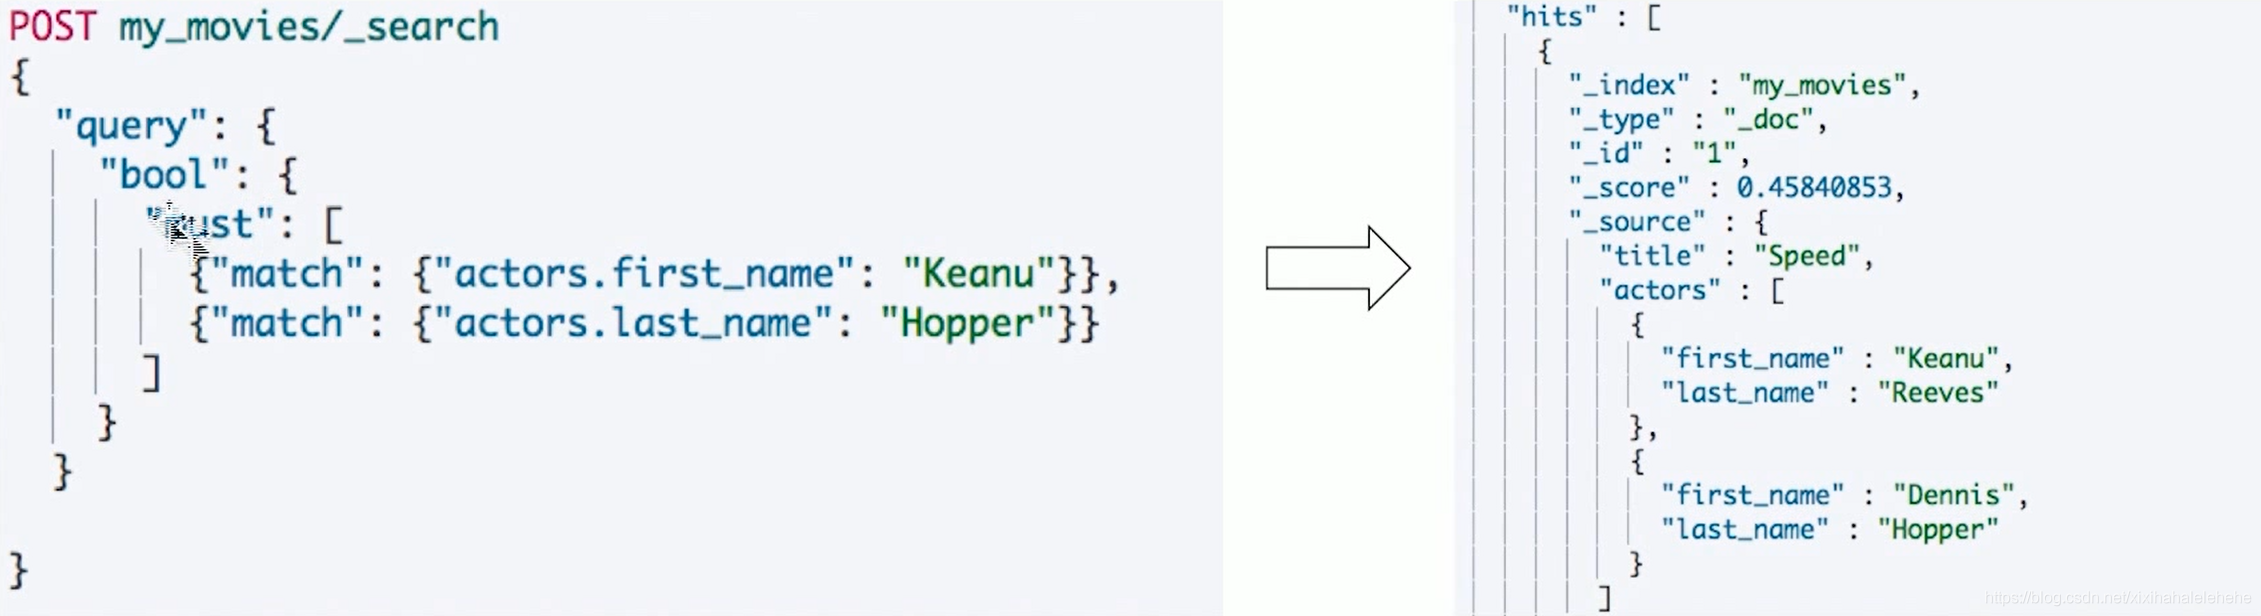 POST my_movies/_search
{
"query": {
"bool": {
"must": [
{"match": {"actors.first_name": "Keanu"}},
{"match": {"actors.last_name": "Hopper"}}
]
}
}
}
"hits" : [
{
"_index" : "my_movies",
"_type" : "_doc",
"_id" : "1",
"_score" : 0.45840853,
"_source" : {
"title" : "Speed",
"actors" : [
{
"first_name" : "Keanu",
"last_name" : "Reeves"
},
{
"first_name" : "Dennis",
"last_name" : "Hopper"
}
]
https://blog.csdn.net/xixihahalelehehe